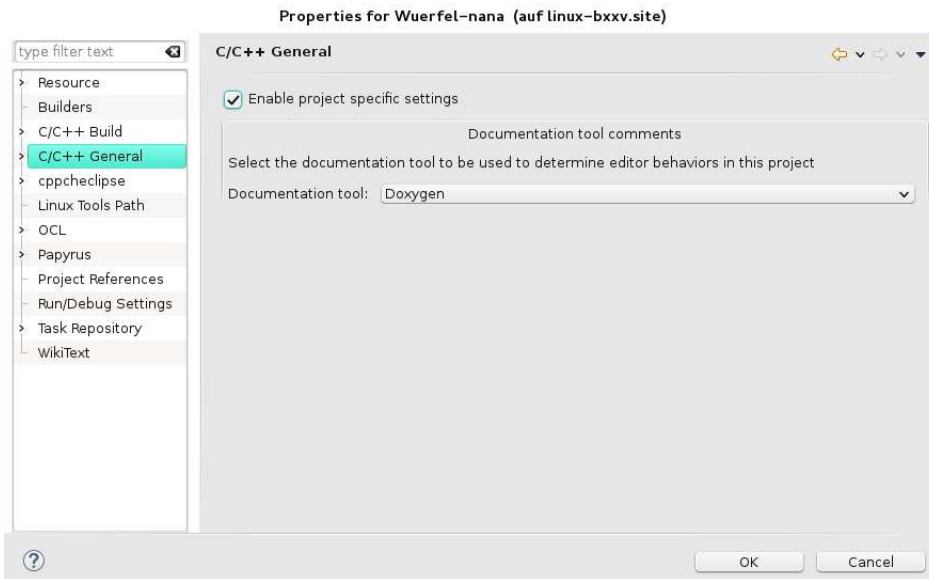 Properties for Wuerfel-nana (auf linux-bxxv.site)
type filter text
Resource
Builders
C/C++ Build
C/C++ General
cppcheclipse
Linux Tools Path
OCL
Papyrus
Project References
Run/Debug Settings
Task Repository
WikiText
C/C++ General
Enable project specific settings
Documentation tool comments
Select the documentation tool to be used to determine editor behaviors in this project
Documentation tool: Doxygen
?
OK Cancel